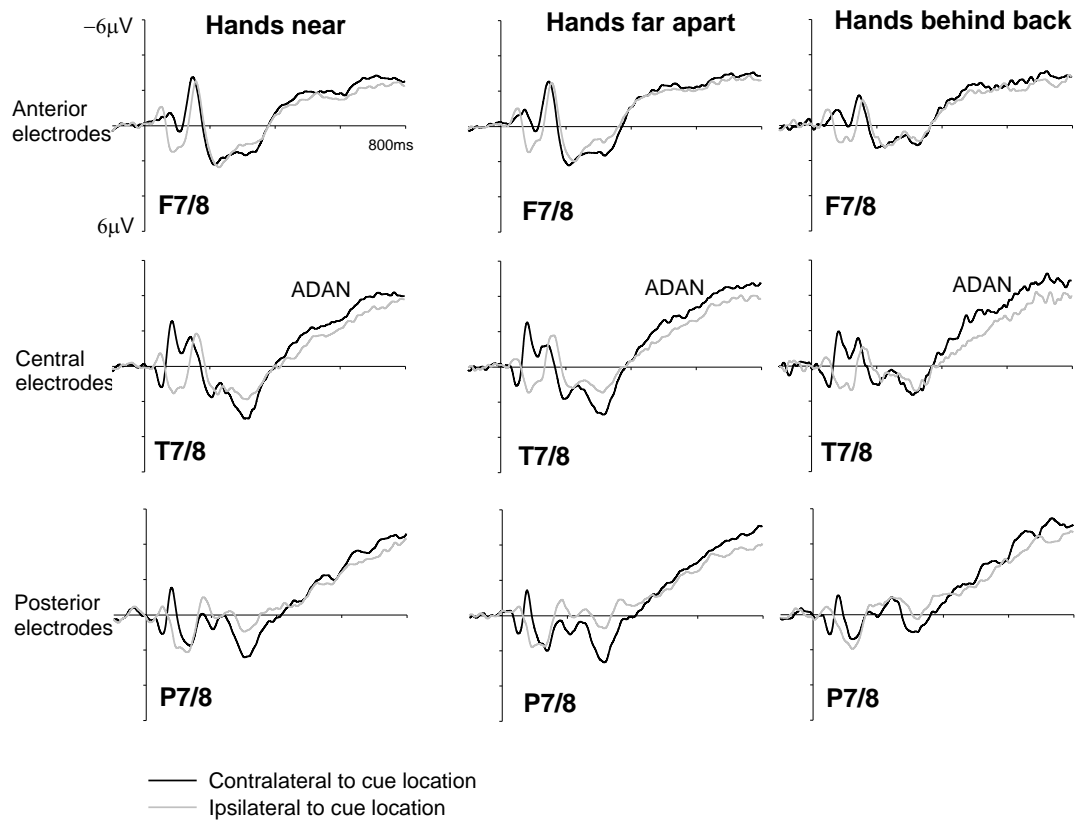 Hands near
Hands far apart
Hands behind back
−6μV
Anterior
electrodes
800ms
6μV
F7/8
F7/8
F7/8
ADAN
ADAN
ADAN
Central
electrodes
T7/8
T7/8
T7/8
Posterior
electrodes
P7/8
P7/8
P7/8
Contralateral to cue location
Ipsilateral to cue location